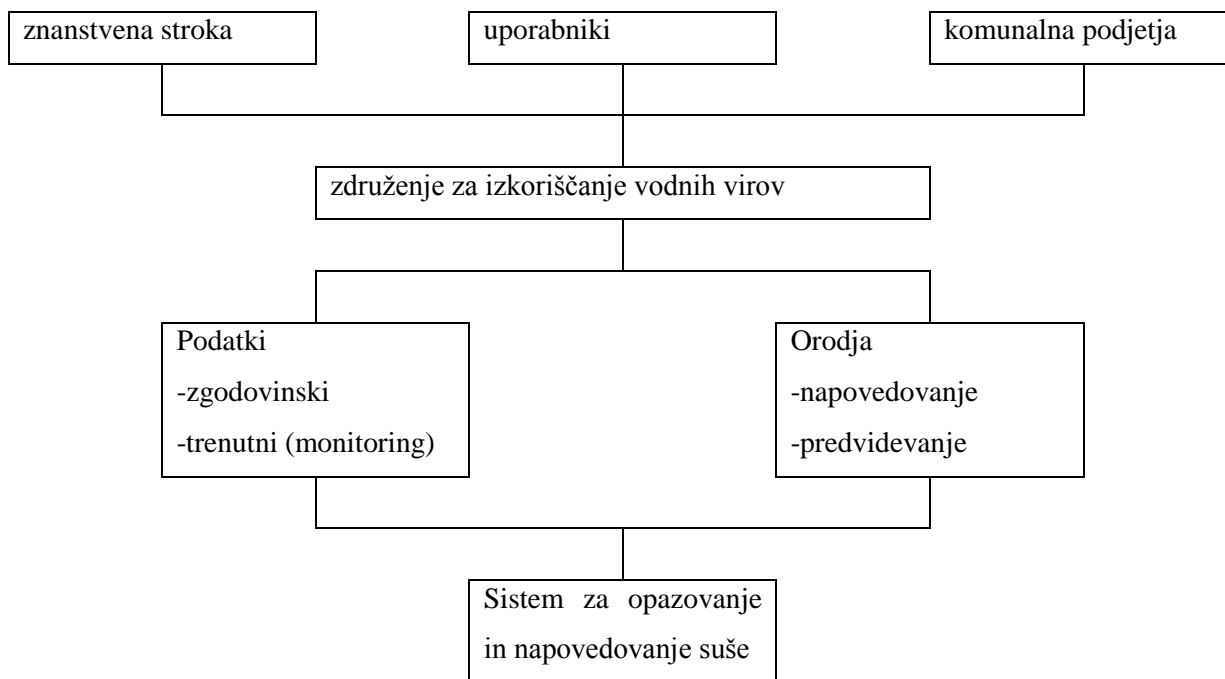 znanstvena stroka
uporabniki
komunalna podjetja
združenje za izkoriščanje vodnih virov
Podatki
-zgodovinski
-trenutni (monitoring)
Orodja
-napovedovanje
-predvidevanje
Sistem za opazovanje
in napovedovanje suše